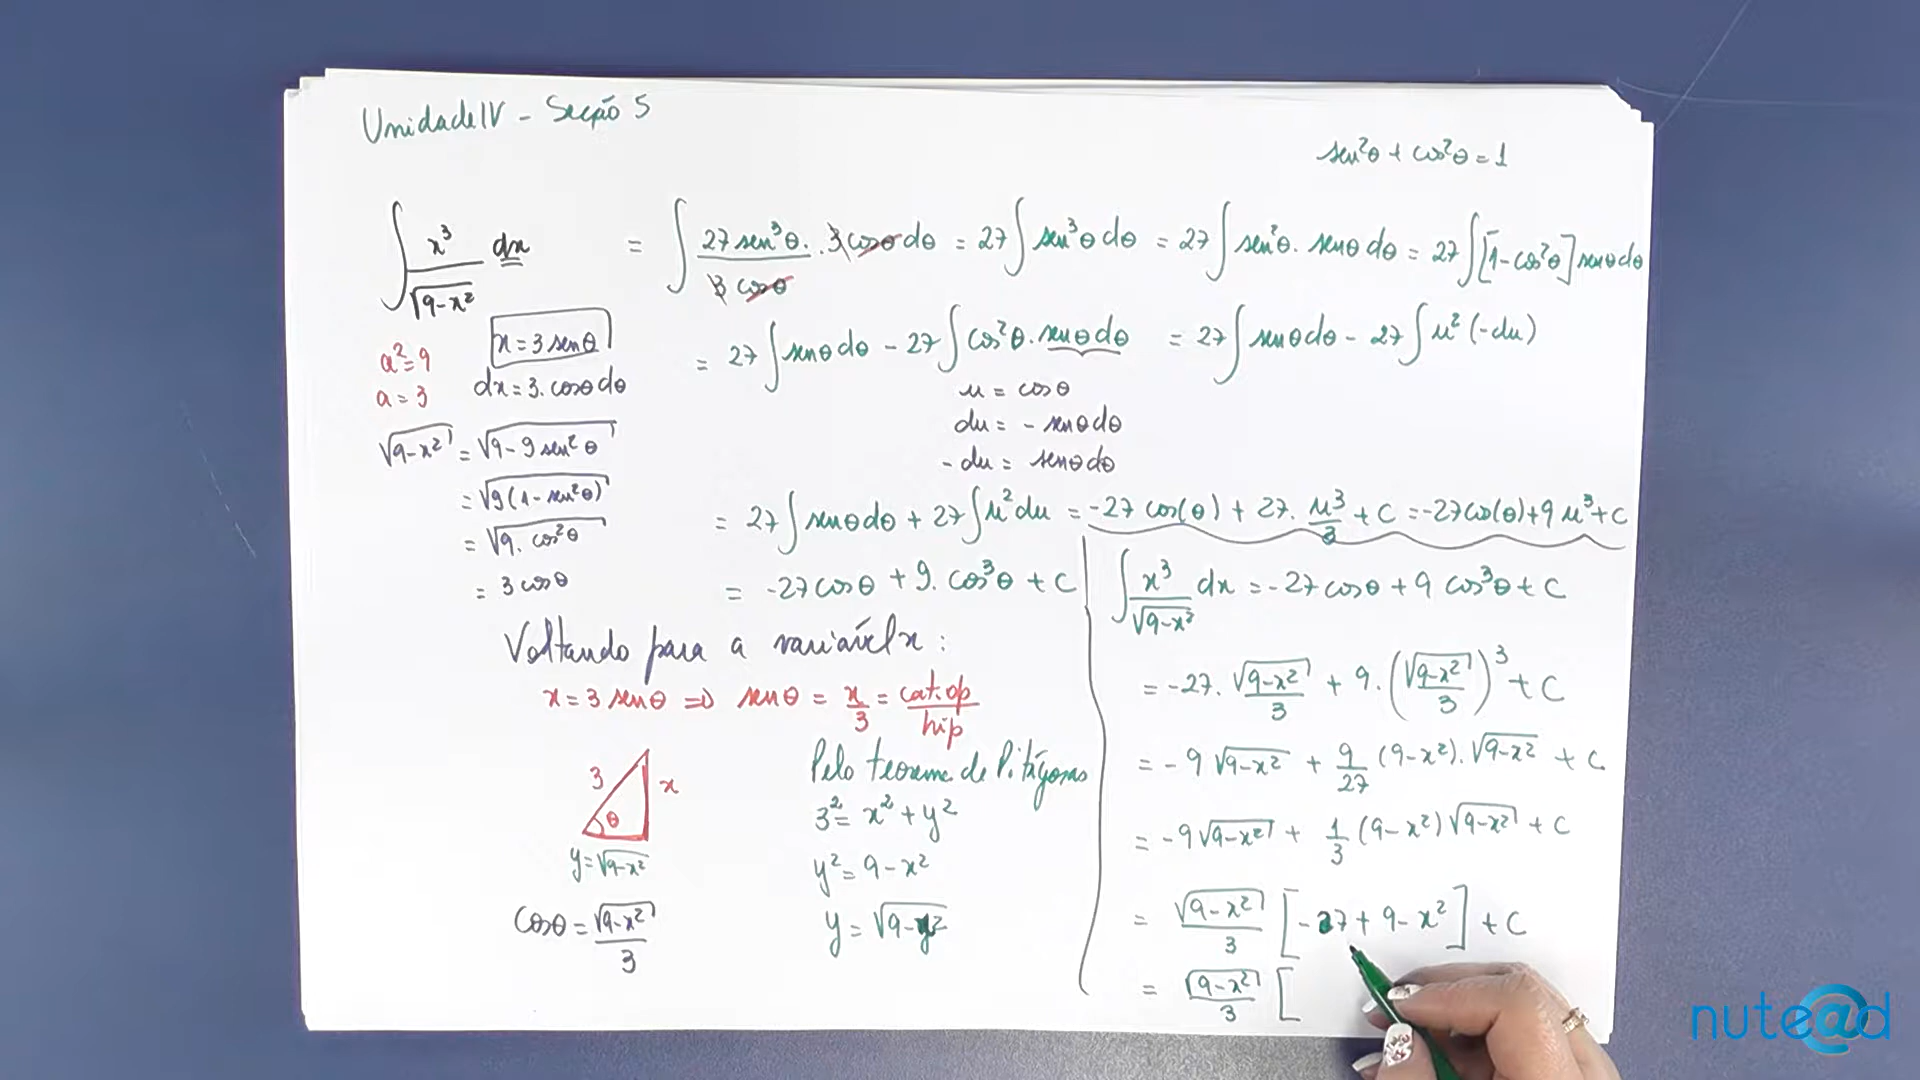 Unidade IV - Secção 5
sen²θ + cos²θ = 1
∫ x³/√(9-x²) dx = ∫ 27 sen³θ/3 cosθ . 3 cosθ dθ = 27 ∫ sen³θ dθ = 27 ∫ sen²θ . senθ dθ = 27 ∫ [1 - cos²θ] senθ dθ
a² = 9
a = 3
x = 3 senθ
dx = 3. cosθ dθ
√(9-x²) = √(9 - 9 sen²θ)
= √(9(1 - sen²θ))
= √(9. cos²θ)
= 3 cosθ
= 27 ∫ senθ dθ - 27 ∫ cos²θ . senθ dθ = 27 ∫ senθ dθ - 27 ∫ u² (-du)
u = cosθ
du = - senθ dθ
- du = senθ dθ
= 27 ∫ senθ dθ + 27 ∫ u² du = -27 cos(θ) + 27. u³/3 + C = -27 cos(θ) + 9 u³ + C
= -27 cosθ + 9. cos³θ + C
Voltando para a variável x :
x = 3 senθ ⇒ senθ = x/3 = cat.op/hip
3
x
θ
y = √(9-x²)
cosθ = √(9-x²)/3
Pelo teorema de Pitágoras
3² = x² + y²
y² = 9 - x²
y = √(9-x²)
∫ x³/√(9-x²) dx = -27 cosθ + 9 cos³θ + C
= -27. √(9-x²)/3 + 9. (√(9-x²)/3)³ + C
= -9 √(9-x²) + 9/27 (9-x²). √(9-x²) + C
= -9 √(9-x²) + 1/3 (9-x²) √(9-x²) + C
= √(9-x²)/3 [-27 + 9 - x²] + C
= √(9-x²)/3 [
nutead